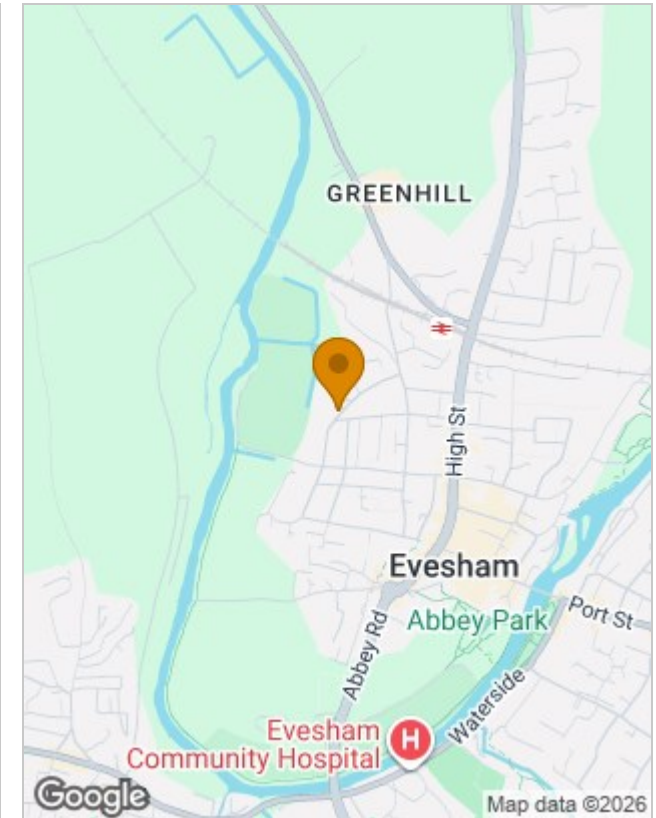 GREENHILL
High St
Evesham
Abbey Park
Port St
Abbey Rd
Waterside
Evesham
Community Hospital
H
Google
Map data ©2026